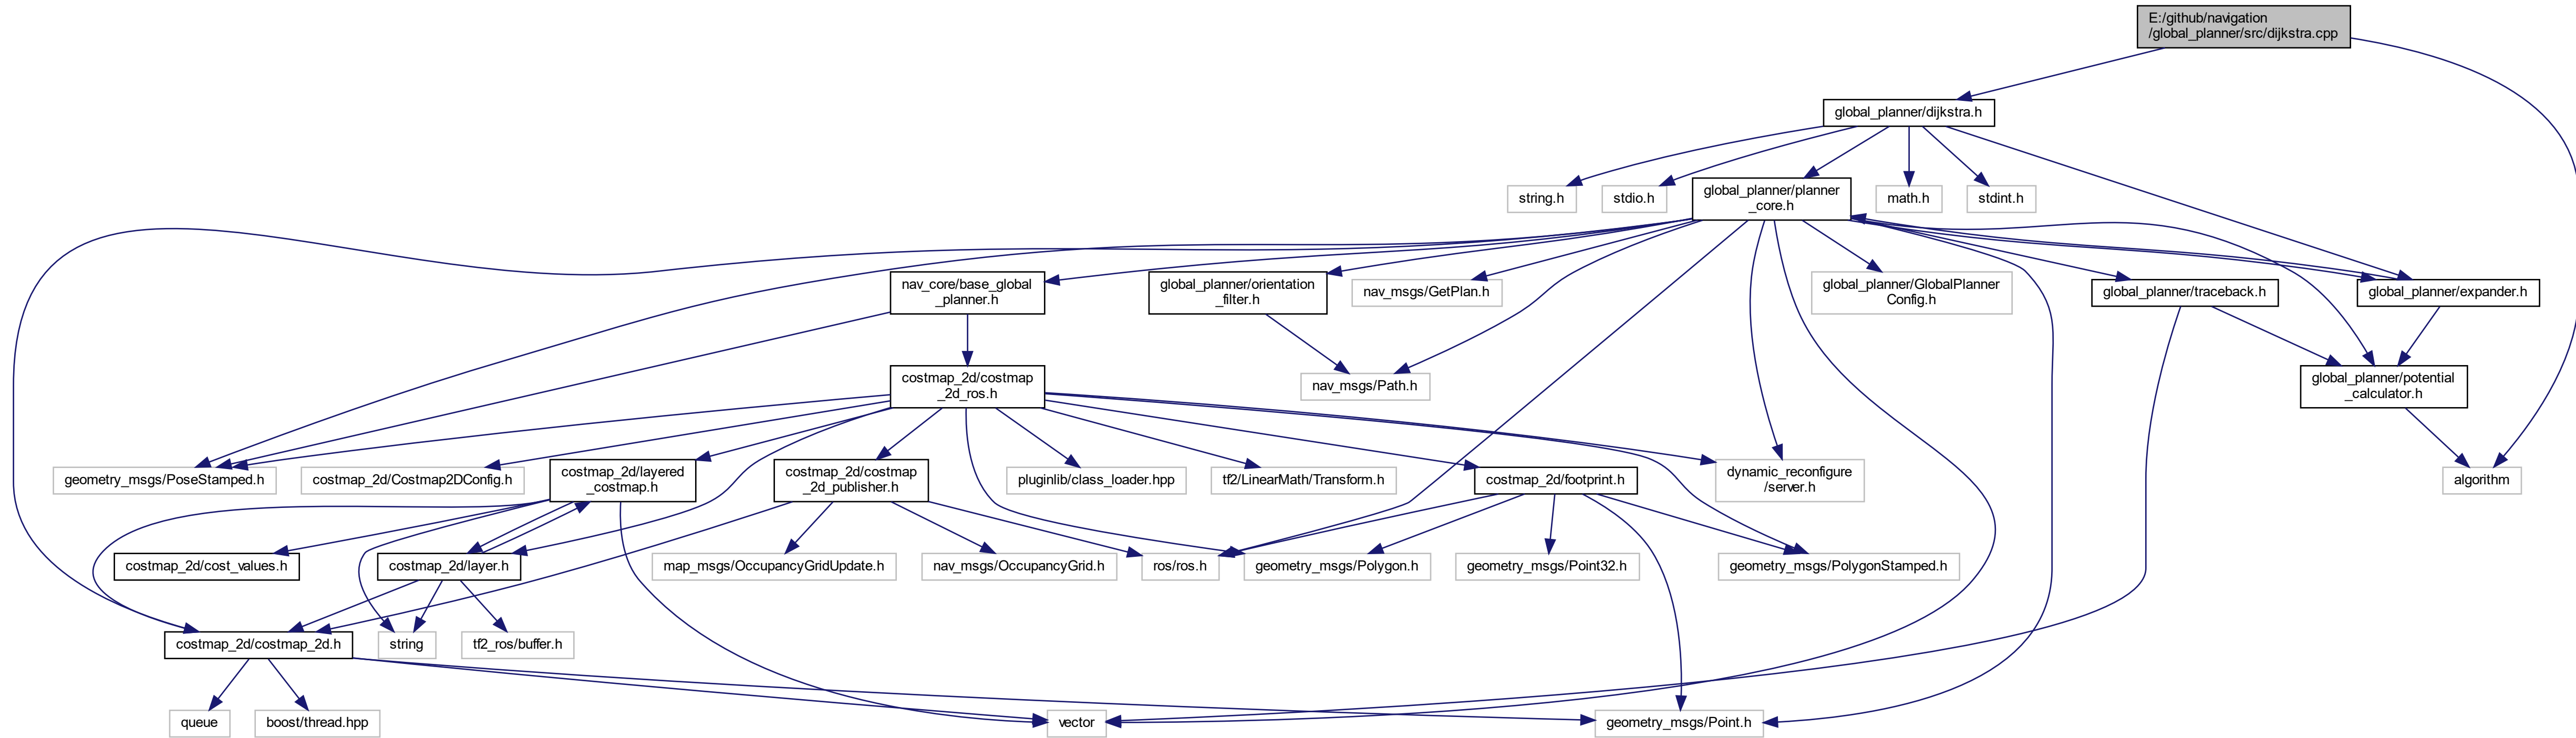 E:/github/navigation
/global_planner/src/dijkstra.cpp
global_planner/dijkstra.h
string.h
stdio.h
global_planner/planner
_core.h
math.h
stdint.h
nav_core/base_global
_planner.h
global_planner/orientation
_filter.h
nav_msgs/GetPlan.h
global_planner/GlobalPlanner
Config.h
global_planner/traceback.h
global_planner/expander.h
costmap_2d/costmap
_2d_ros.h
nav_msgs/Path.h
global_planner/potential
_calculator.h
geometry_msgs/PoseStamped.h
costmap_2d/Costmap2DConfig.h
costmap_2d/layered
_costmap.h
costmap_2d/costmap
_2d_publisher.h
pluginlib/class_loader.hpp
tf2/LinearMath/Transform.h
costmap_2d/footprint.h
dynamic_reconfigure
/server.h
algorithm
costmap_2d/cost_values.h
costmap_2d/layer.h
map_msgs/OccupancyGridUpdate.h
nav_msgs/OccupancyGrid.h
ros/ros.h
geometry_msgs/Polygon.h
geometry_msgs/Point32.h
geometry_msgs/PolygonStamped.h
costmap_2d/costmap_2d.h
string
tf2_ros/buffer.h
queue
boost/thread.hpp
vector
geometry_msgs/Point.h